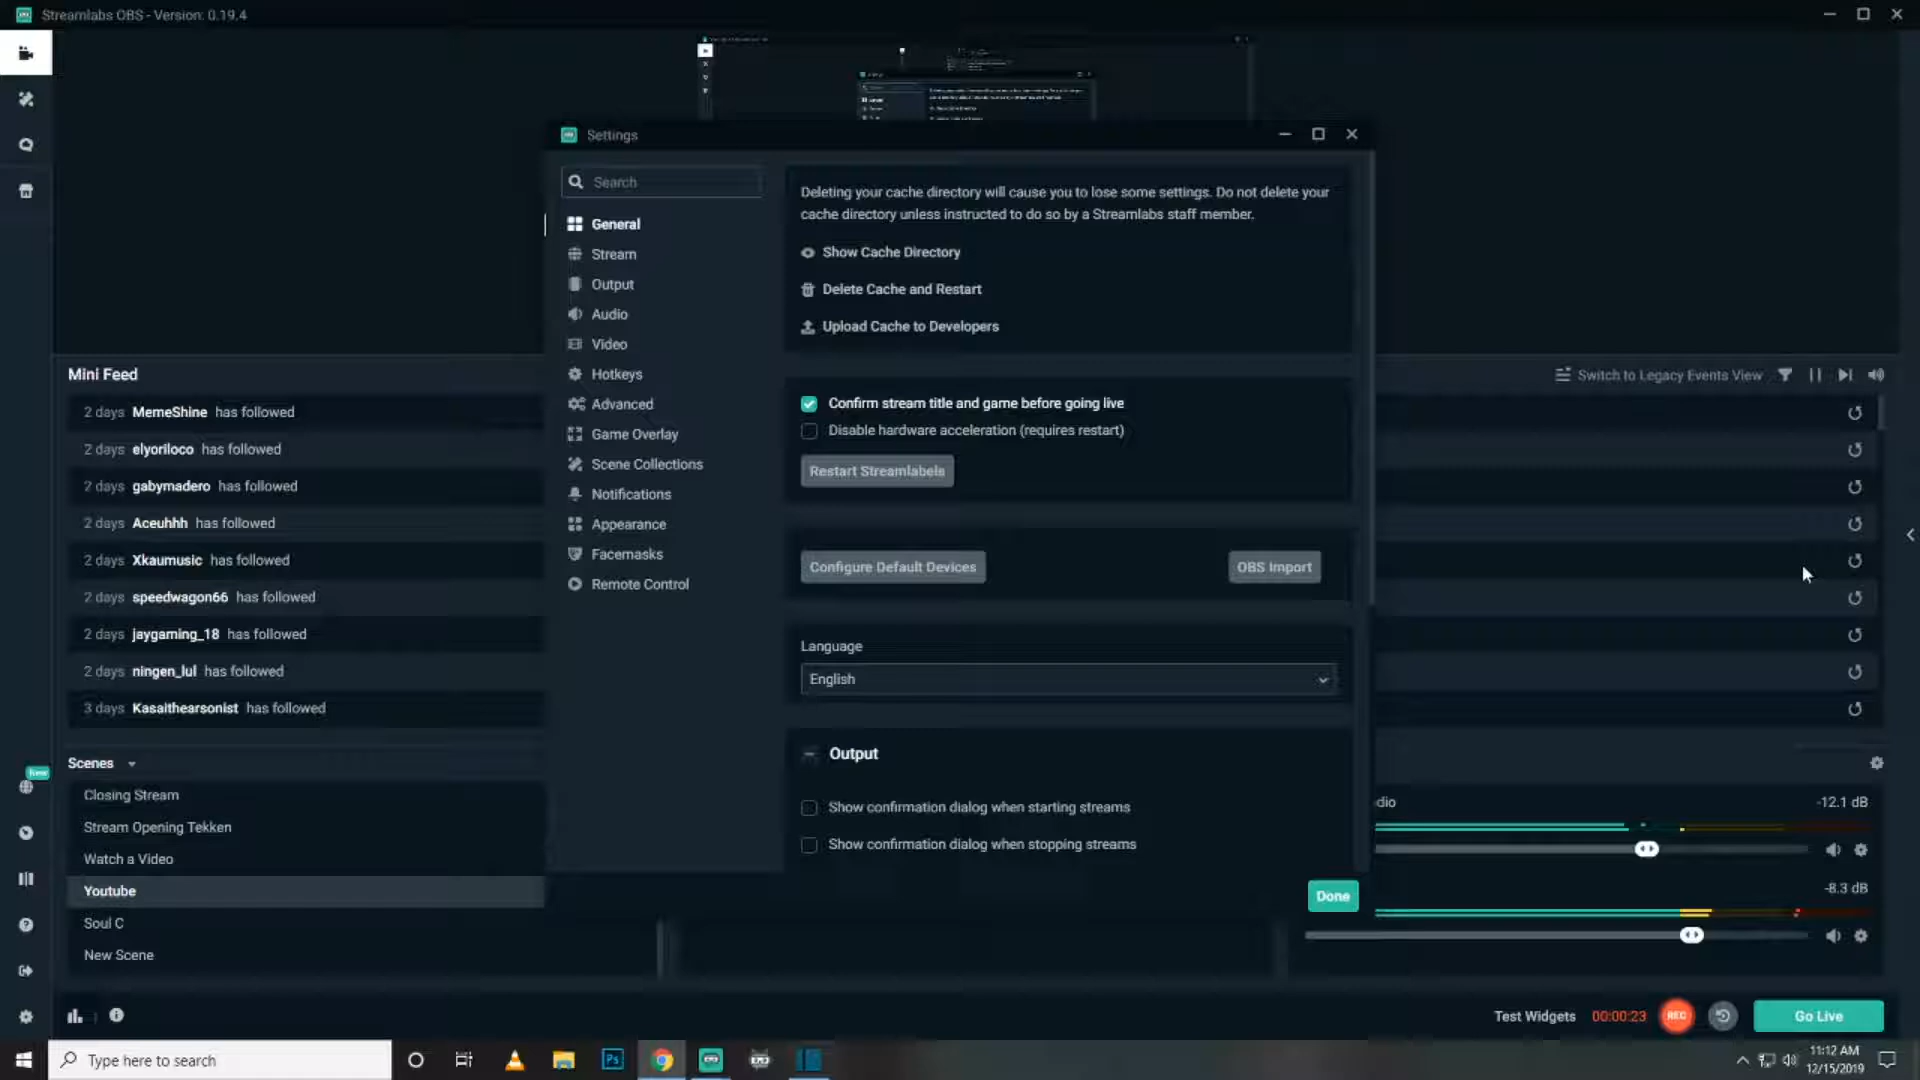 Streamlabs OBS - Version: 0.19.4
Settings
Search
General
Stream
Output
Audio
Video
Hotkeys
Advanced
Game Overlay
Scene Collections
Notifications
Appearance
Facemasks
Remote Control
Deleting your cache directory will cause you to lose some settings. Do not delete your
cache directory unless instructed to do so by a Streamlabs staff member.
Show Cache Directory
Delete Cache and Restart
Upload Cache to Developers
Confirm stream title and game before going live
Disable hardware acceleration (requires restart)
Restart Streamlabels
Configure Default Devices
OBS Import
Language
English
Output
Show confirmation dialog when starting streams
Show confirmation dialog when stopping streams
Done
Mini Feed
Switch to Legacy Events View
2 days MemeShine has followed
2 days elyoriloco has followed
2 days gabymadero has followed
2 days Aceuhhh has followed
2 days Xkaumusic has followed
2 days speedwagon66 has followed
2 days jaygaming_18 has followed
2 days ningen_lul has followed
3 days Kasaithearsonist has followed
New
Scenes
Closing Stream
Stream Opening Tekken
Watch a Video
Youtube
Soul C
New Scene
dio
-12.1 dB
-8.3 dB
Test Widgets 00:00:23 REC Go Live
Type here to search
Ps
11:12 AM
12/15/2019